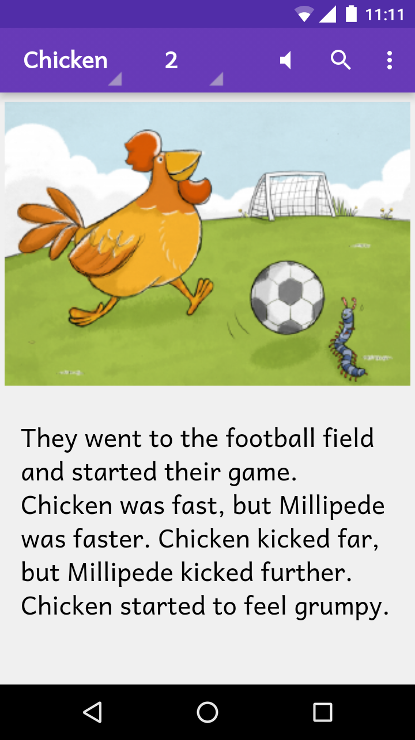 11:11
Chicken 2
They went to the football field
and started their game.
Chicken was fast, but Millipede
was faster. Chicken kicked far,
but Millipede kicked further.
Chicken started to feel grumpy.